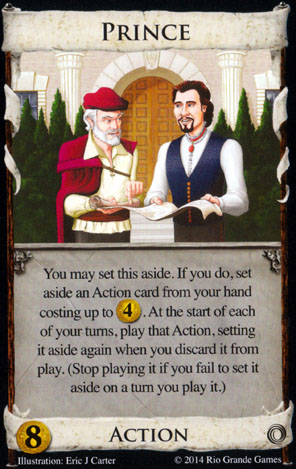 PRINCE
You may set this aside. If you do, set
aside an Action card from your hand
costing up to 4. At the start of each
of your turns, play that Action, setting
it aside again when you discard it from
play. (Stop playing it if you fail to set it
aside on a turn you play it.)
8 ACTION
Illustration: Eric J Carter © 2014 Rio Grande Games